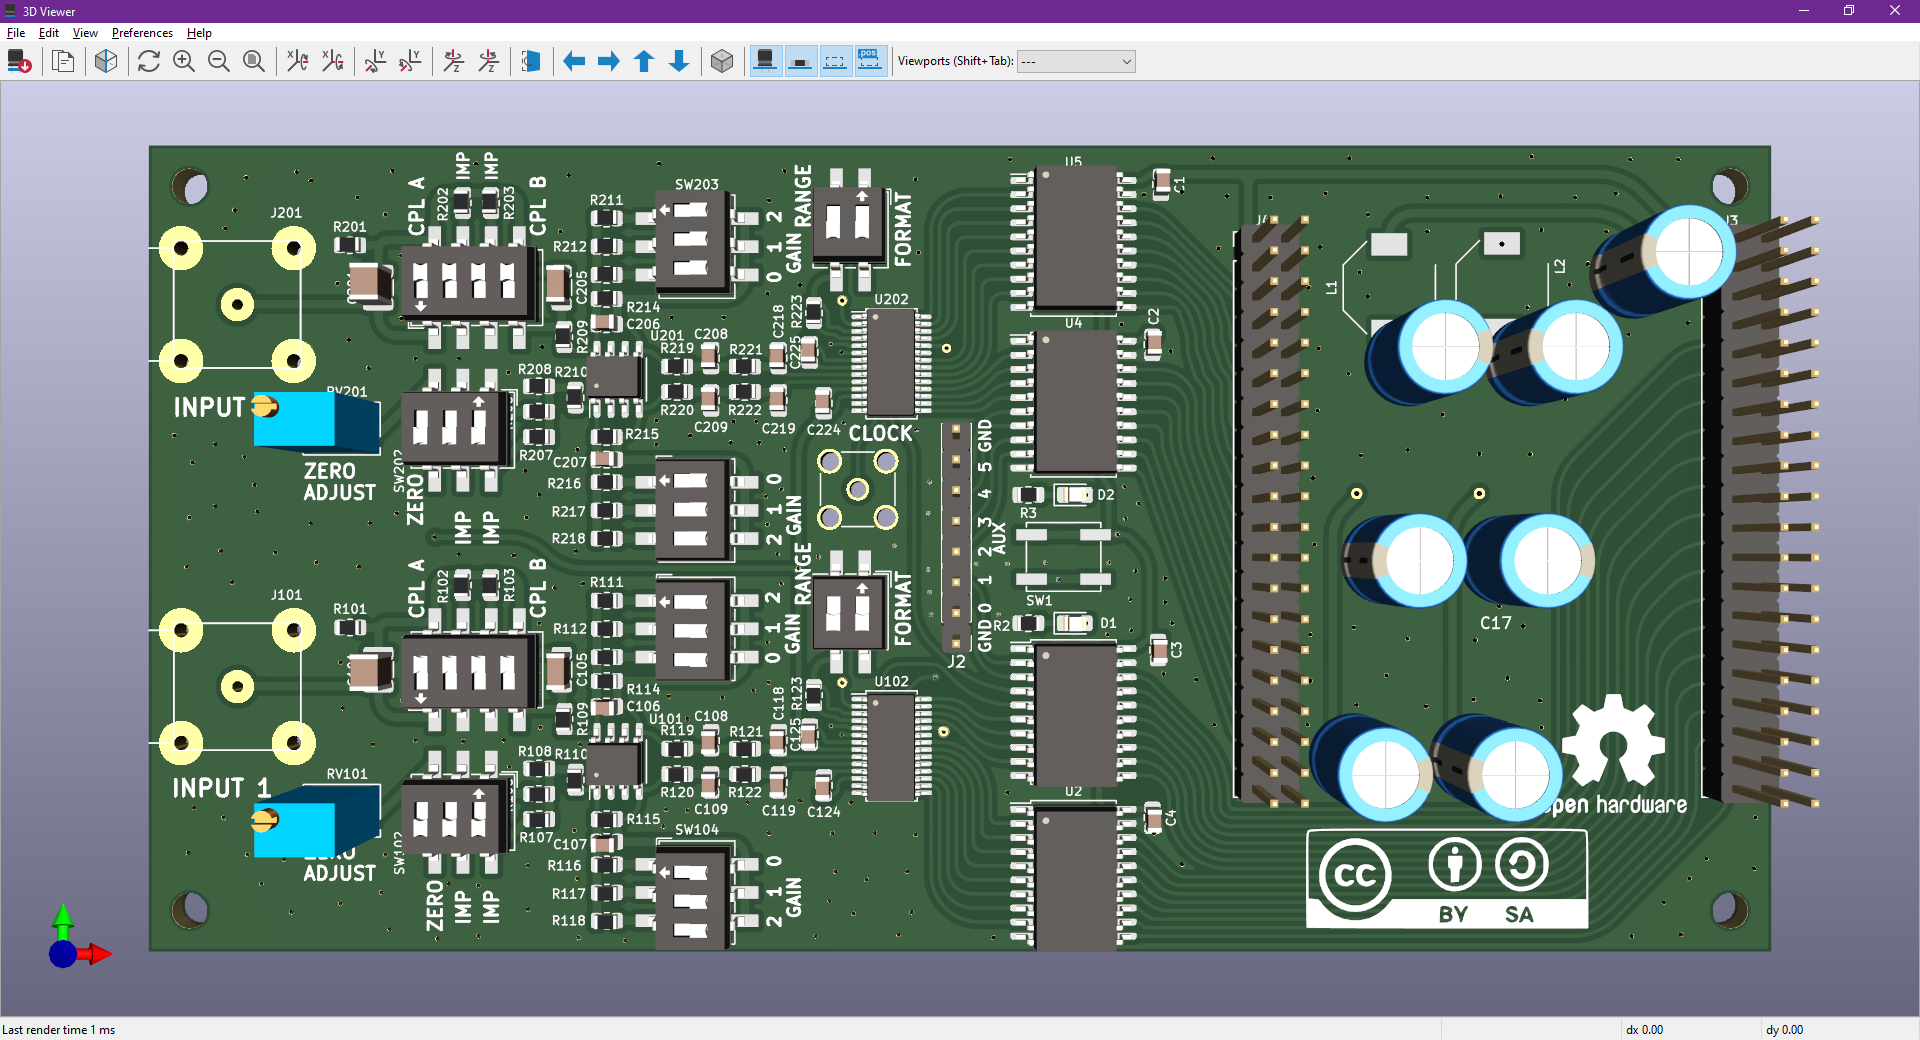 3D Viewer
File Edit View Preferences Help
Viewports (Shift+Tab): ---
J201
R201
CPL A
R202
IMP
IMP
R203
CPL B
R211
SW203
2
1
0
GAIN
RANGE
FORMAT
U5
C1
J3
R212
C205
R214
C206
R209
U201
C208
C218
R223
U202
U4
C2
L1
L2
R219
R221
C225
R208
R210
RV201
INPUT
R220
R222
C209
C219
C224
CLOCK
GND
5
4
3
2
1
0
GND
AUX
R207
R215
C207
R216
R217
R218
ZERO
ADJUST
SW202
ZERO
IMP
IMP
0
1
2
GAIN
D2
R3
SW1
R2
D1
J2
C3
C17
J101
R101
CPL A
R102
R103
CPL B
R111
R112
C105
R114
C106
R109
U101
2
1
0
GAIN
RANGE
FORMAT
C108
C118
R123
U102
R119
R121
C125
R108
R110
INPUT 1
RV101
R120
R122
C109
C119
C124
U2
C4
R107
R115
C107
SW104
R116
R117
R118
ADJUST
ZERO
IMP
IMP
0
1
2
GAIN
pen hardware
CC
BY SA
Last render time 1 ms
dx 0.00
dy 0.00